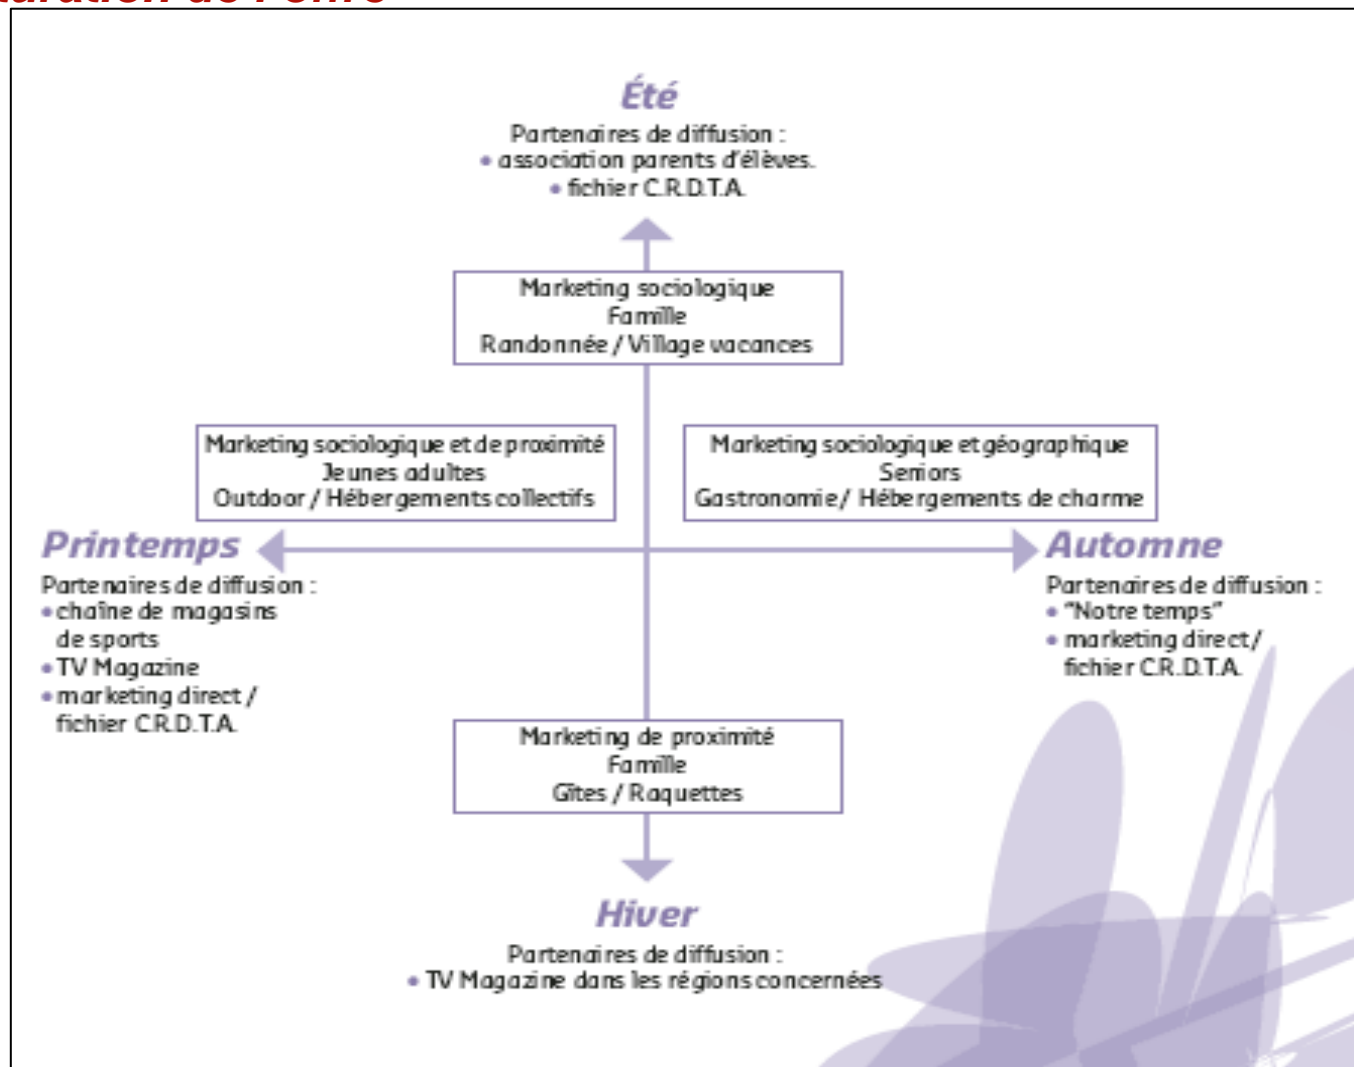 de l'offre
Été
Partenaires de diffusion :
• association parents d'élèves.
• fichier C.R.D.T.A.
Marketing sociologique
Famille
Randonnée / Village vacances
Marketing sociologique et de proximité
Jeunes adultes
Outdoor / Hébergements collectifs
Marketing sociologique et géographique
Seniors
Gastronomie / Hébergements de charme
Printemps
Partenaires de diffusion :
• chaîne de magasins
de sports
• TV Magazine
• marketing direct /
fichier C.R.D.T.A.
Automne
Partenaires de diffusion :
• "Notre temps"
• marketing direct /
fichier C.R.D.T.A.
Marketing de proximité
Famille
Gîtes / Raquettes
Hiver
Partenaires de diffusion :
• TV Magazine dans les régions concernées